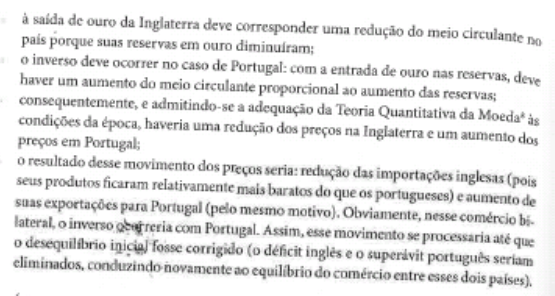 à saída de ouro da Inglaterra deve corresponder uma redução do meio circulante no
país porque suas reservas em ouro diminuíram;
o inverso deve ocorrer no caso de Portugal: com a entrada de ouro nas reservas, deve
haver um aumento do meio circulante proporcional ao aumento das reservas;
consequentemente, e admitindo-se a adequação da Teoria Quantitativa da Moeda às
condições da época, haveria uma redução dos preços na Inglaterra e um aumento dos
preços em Portugal;
o resultado desse movimento dos preços seria: redução das importações inglesas (pois
seus produtos ficaram relativamente mais baratos do que os portugueses) e aumento de
suas exportações para Portugal (pelo mesmo motivo). Obviamente, nesse comércio bi-
lateral, o inverso ocorreria com Portugal. Assim, esse movimento se processaria até que
o desequilíbrio inicial fosse corrigido (o déficit inglês e o superávit português seriam
eliminados, conduzindo novamente ao equilíbrio do comércio entre esses dois países).